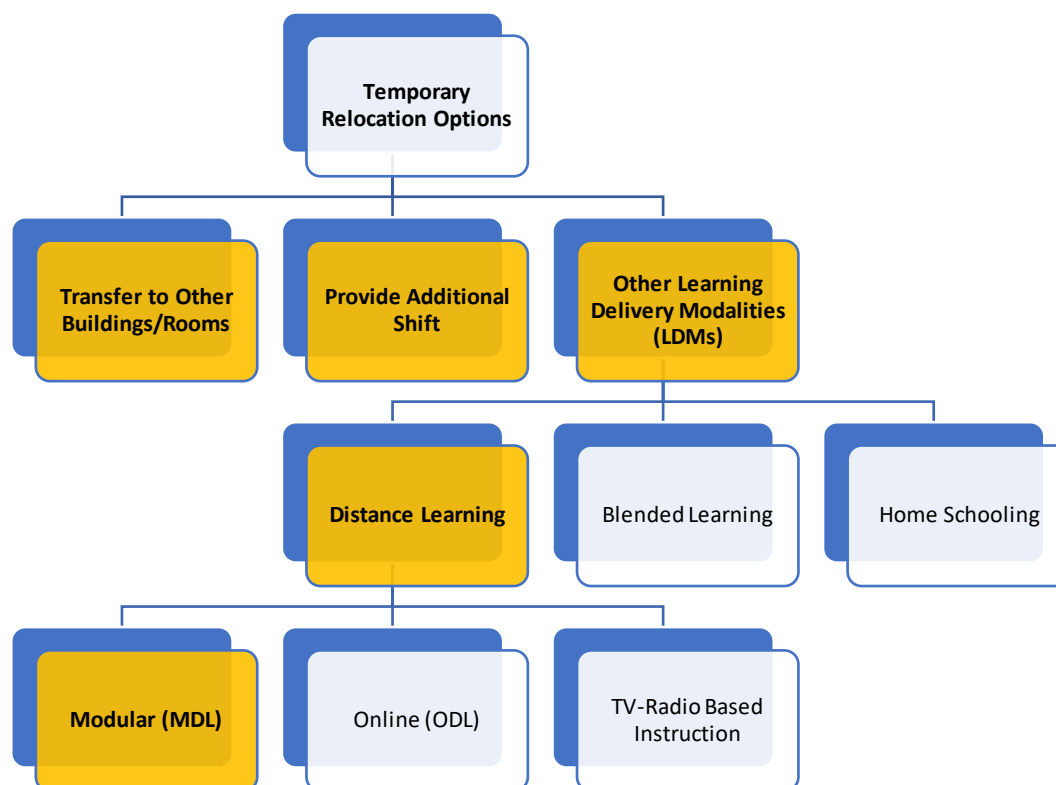 Temporary
Relocation Options
Transfer to Other
Buildings/Rooms
Provide Additional
Shift
Other Learning
Delivery Modalities
(LDMs)
Distance Learning
Blended Learning
Home Schooling
Modular (MDL)
Online (ODL)
TV-Radio Based
Instruction